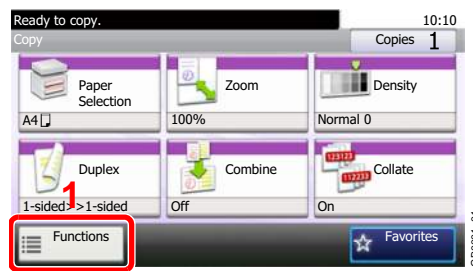 Ready to copy.
10:10
Copy
Copies 1
Paper
Selection
A4
Zoom
100%
Density
Normal 0
Duplex
1-sided>>1-sided
1
Combine
Off
123123
112233
Collate
On
Functions
Favorites